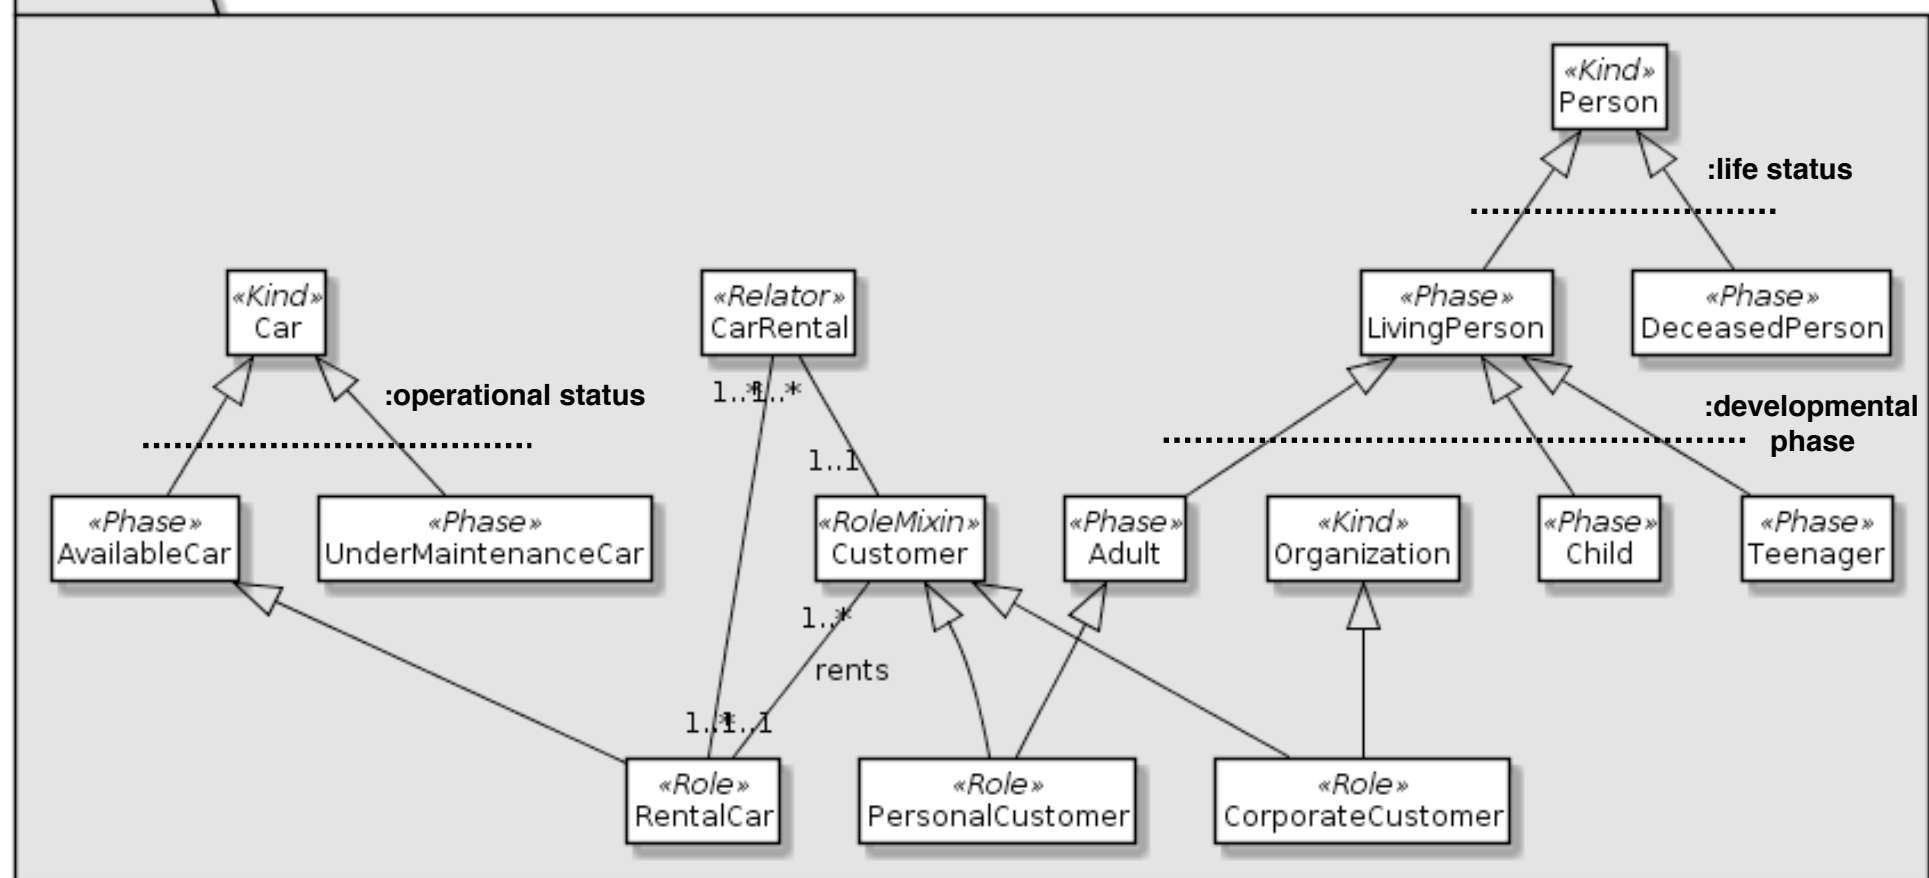 «Kind»
Person
:life status
«Kind»
Car
«Relator»
CarRental
«Phase»
LivingPerson
«Phase»
DeceasedPerson
:operational status
1..*
1..*
:developmental
phase
1..1
«Phase»
AvailableCar
«Phase»
UnderMaintenanceCar
«RoleMixin»
Customer
«Phase»
Adult
«Kind»
Organization
«Phase»
Child
«Phase»
Teenager
1..*
rents
1..*
1..1
«Role»
RentalCar
«Role»
PersonalCustomer
«Role»
CorporateCustomer